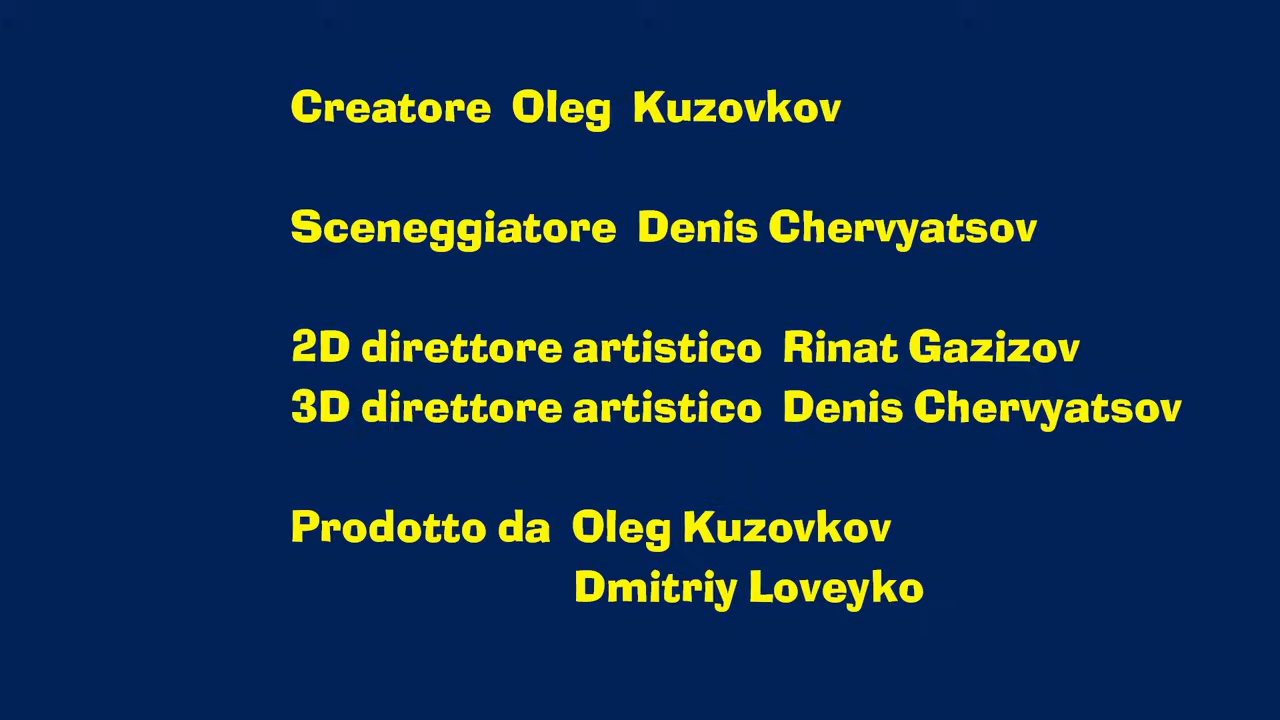 Creatore Oleg Kuzovkov
Sceneggiatore Denis Chervyatsov
2D direttore artistico Rinat Gazizov
3D direttore artistico Denis Chervyatsov
Prodotto da Oleg Kuzovkov
Dmitriy Loveyko